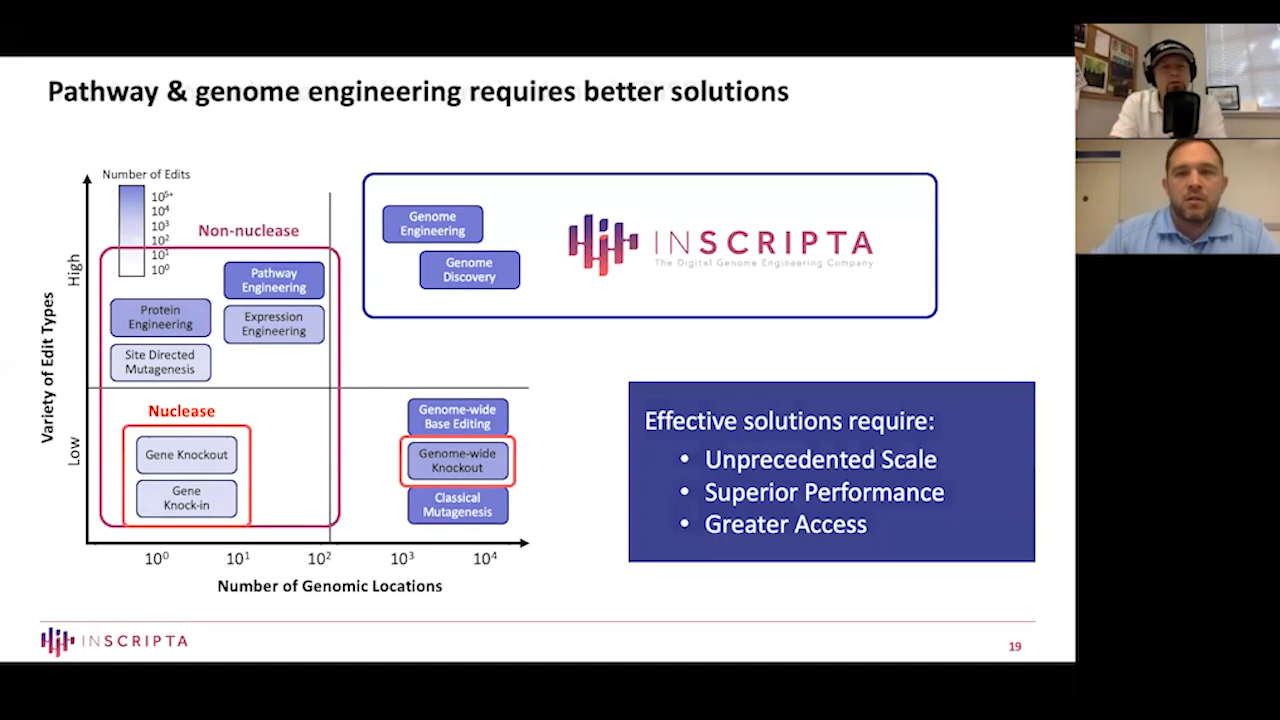 Pathway & genome engineering requires better solutions
Number of Edits
10⁵⁺
10⁴
10³
10²
10¹
10⁰
Non-nuclease
Pathway
Engineering
Protein
Engineering
Expression
Engineering
Site Directed
Mutagenesis
Nuclease
Gene Knockout
Gene
Knock-in
Genome
Engineering
Genome
Discovery
INSCRIPTA
The Digital Genome Engineering Company
Genome-wide
Base Editing
Genome-wide
Knockout
Classical
Mutagenesis
Variety of Edit Types
High
Low
10⁰
10¹
10²
10³
10⁴
Number of Genomic Locations
Effective solutions require:
• Unprecedented Scale
• Superior Performance
• Greater Access
INSCRIPTA
19